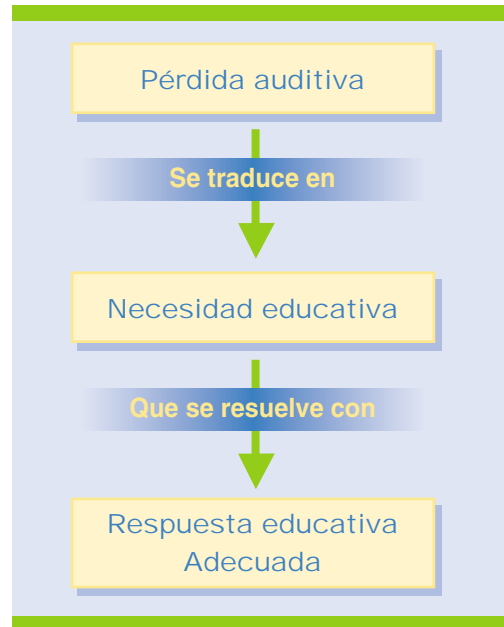 Pérdida auditiva
Se traduce en
Necesidad educativa
Que se resuelve con
Respuesta educativa
Adecuada